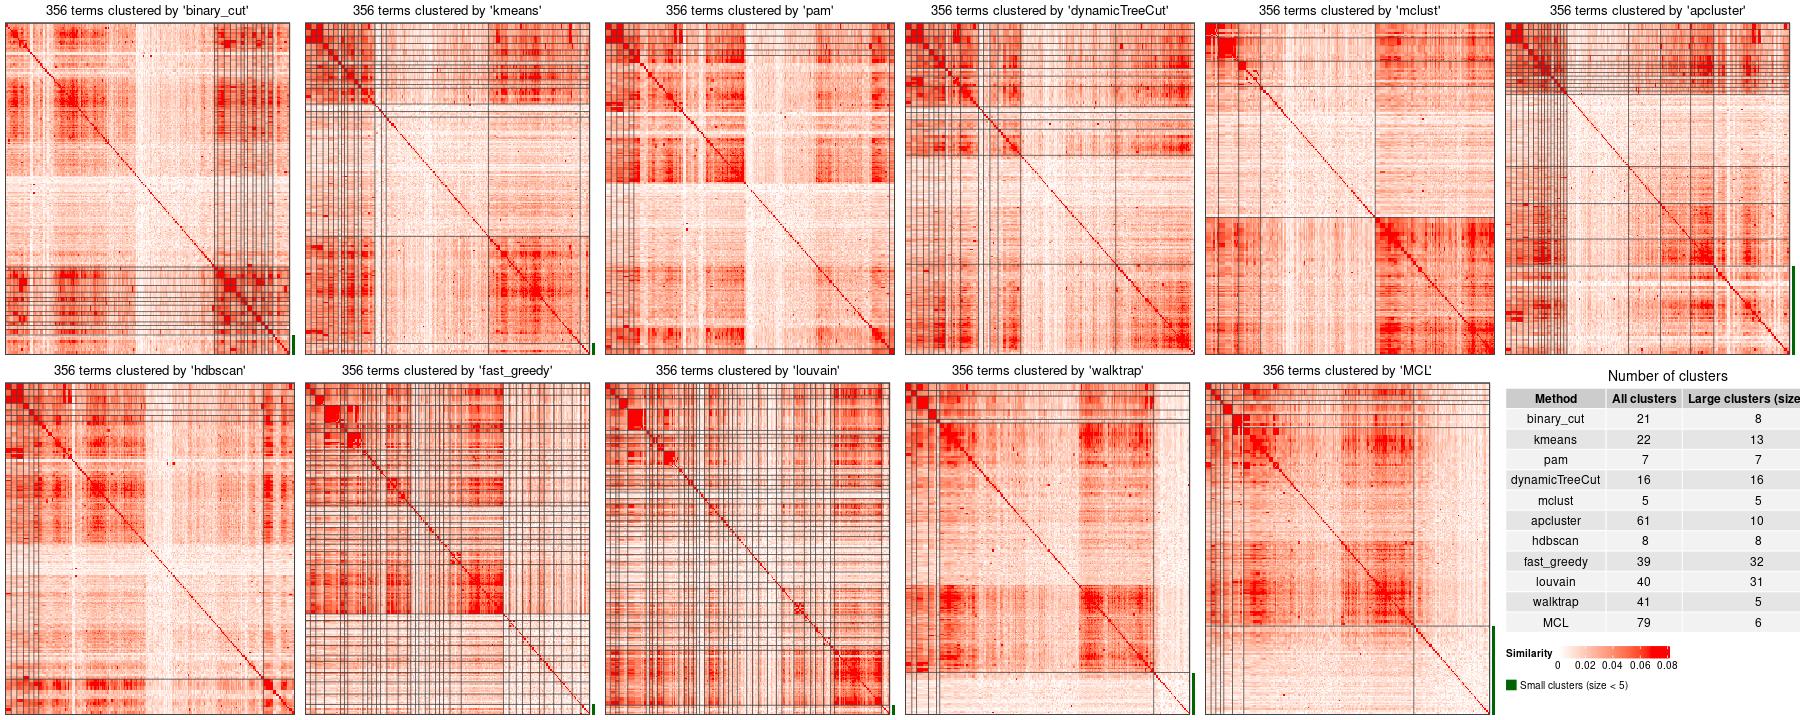 356 terms clustered by 'binary_cut'
356 terms clustered by 'kmeans'
356 terms clustered by 'pam'
356 terms clustered by 'dynamicTreeCut'
356 terms clustered by 'mclust'
356 terms clustered by 'apcluster'
356 terms clustered by 'hdbscan'
356 terms clustered by 'fast_greedy'
356 terms clustered by 'louvain'
356 terms clustered by 'walktrap'
356 terms clustered by 'MCL'
Number of clusters
Method All clusters Large clusters (size
binary_cut 21 8
kmeans 22 13
pam 7 7
dynamicTreeCut 16 16
mclust 5 5
apcluster 61 10
hdbscan 8 8
fast_greedy 39 32
louvain 40 31
walktrap 41 5
MCL 79 6
Similarity
0 0.02 0.04 0.06 0.08
Small clusters (size < 5)